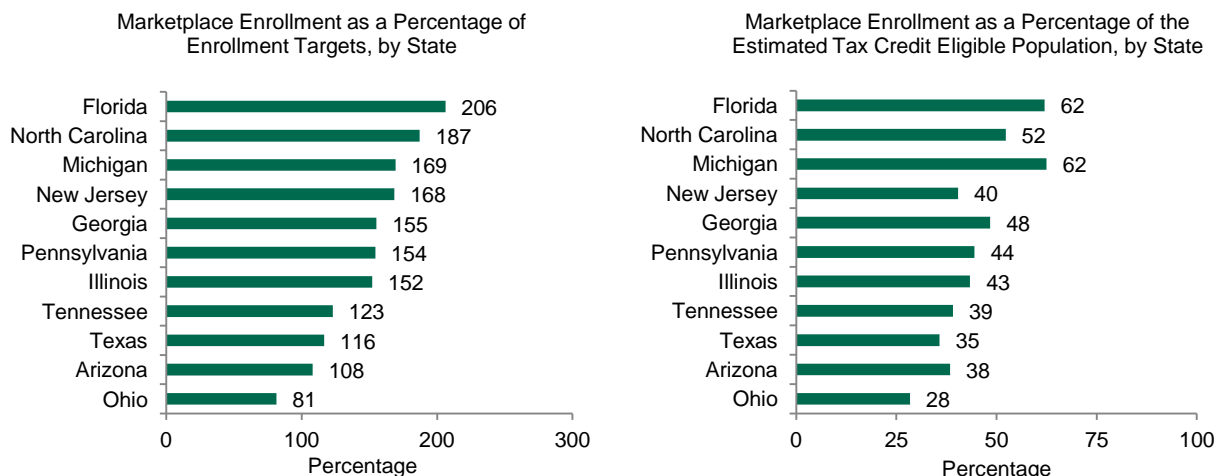 Marketplace Enrollment as a Percentage of
Enrollment Targets, by State
Florida 206
North Carolina 187
Michigan 169
New Jersey 168
Georgia 155
Pennsylvania 154
Illinois 152
Tennessee 123
Texas 116
Arizona 108
Ohio 81
0 100 200 300
Percentage
Marketplace Enrollment as a Percentage of the
Estimated Tax Credit Eligible Population, by State
Florida 62
North Carolina 52
Michigan 62
New Jersey 40
Georgia 48
Pennsylvania 44
Illinois 43
Tennessee 39
Texas 35
Arizona 38
Ohio 28
0 25 50 75 100
Percentage